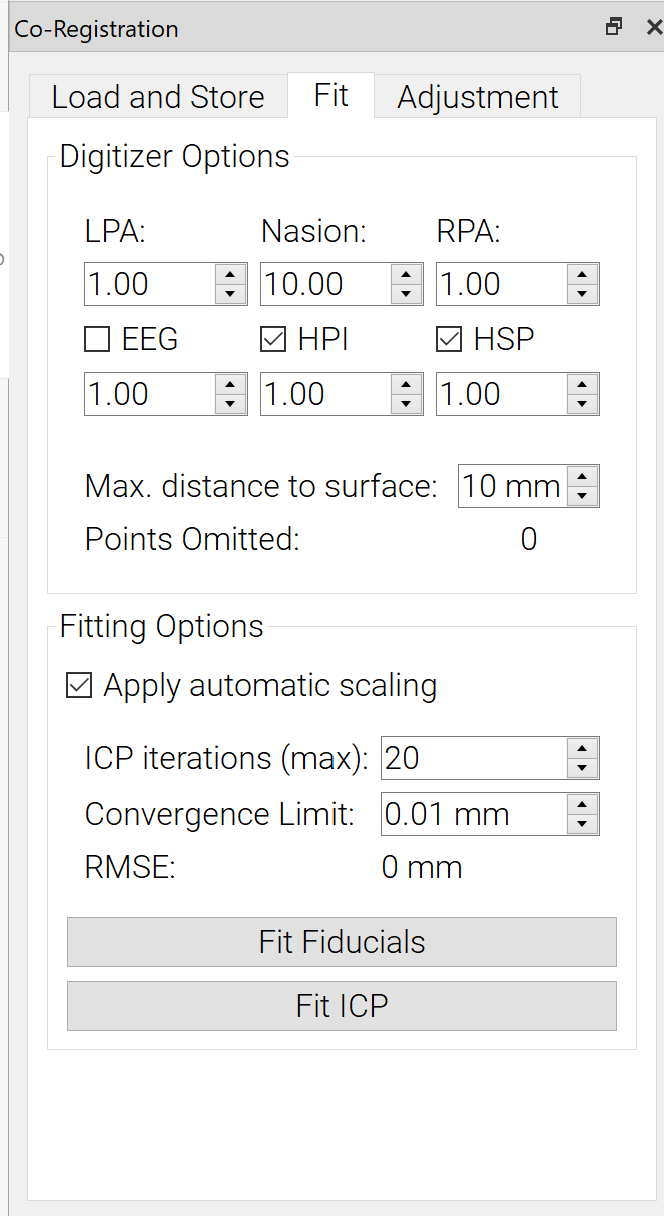 Co-Registration
Load and Store Fit Adjustment
Digitizer Options
LPA: Nasion: RPA:
1.00 10.00 1.00
EEG HPI HSP
1.00 1.00 1.00
Max. distance to surface: 10 mm
Points Omitted: 0
Fitting Options
Apply automatic scaling
ICP iterations (max): 20
Convergence Limit: 0.01 mm
RMSE: 0 mm
Fit Fiducials
Fit ICP